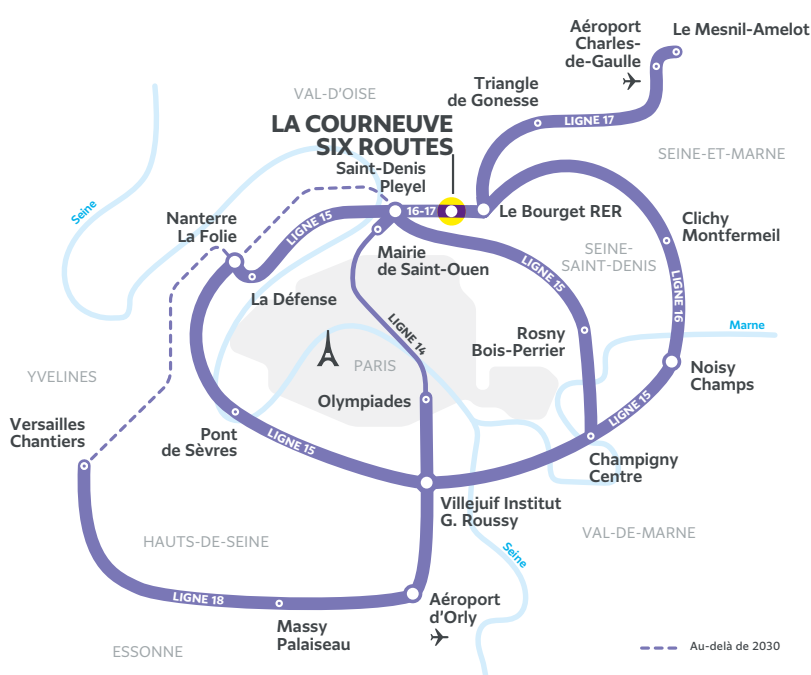 Aéroport
Charles-
de-Gaulle
Le Mesnil-Amelot
Triangle
de Gonesse
VAL-D'OISE
LIGNE 17
LA COURNEUVE
SIX ROUTES
SEINE-ET-MARNE
Saint-Denis
Pleyel
Seine
Nanterre
La Folie
LIGNE 15
16-17
Le Bourget RER
Clichy
Montfermeil
Mairie
de Saint-Ouen
SEINE-
SAINT-DENIS
LIGNE 15
La Défense
LIGNE 16
LIGNE 14
Rosny
Bois-Perrier
Marne
PARIS
YVELINES
Noisy
Champs
Olympiades
LIGNE 15
Versailles
Chantiers
Pont
de Sèvres
LIGNE 15
Champigny
Centre
Villejuif Institut
G. Roussy
VAL-DE-MARNE
HAUTS-DE-SEINE
Seine
LIGNE 18
Aéroport
d'Orly
Massy
Palaiseau
ESSONNE
Au-delà de 2030